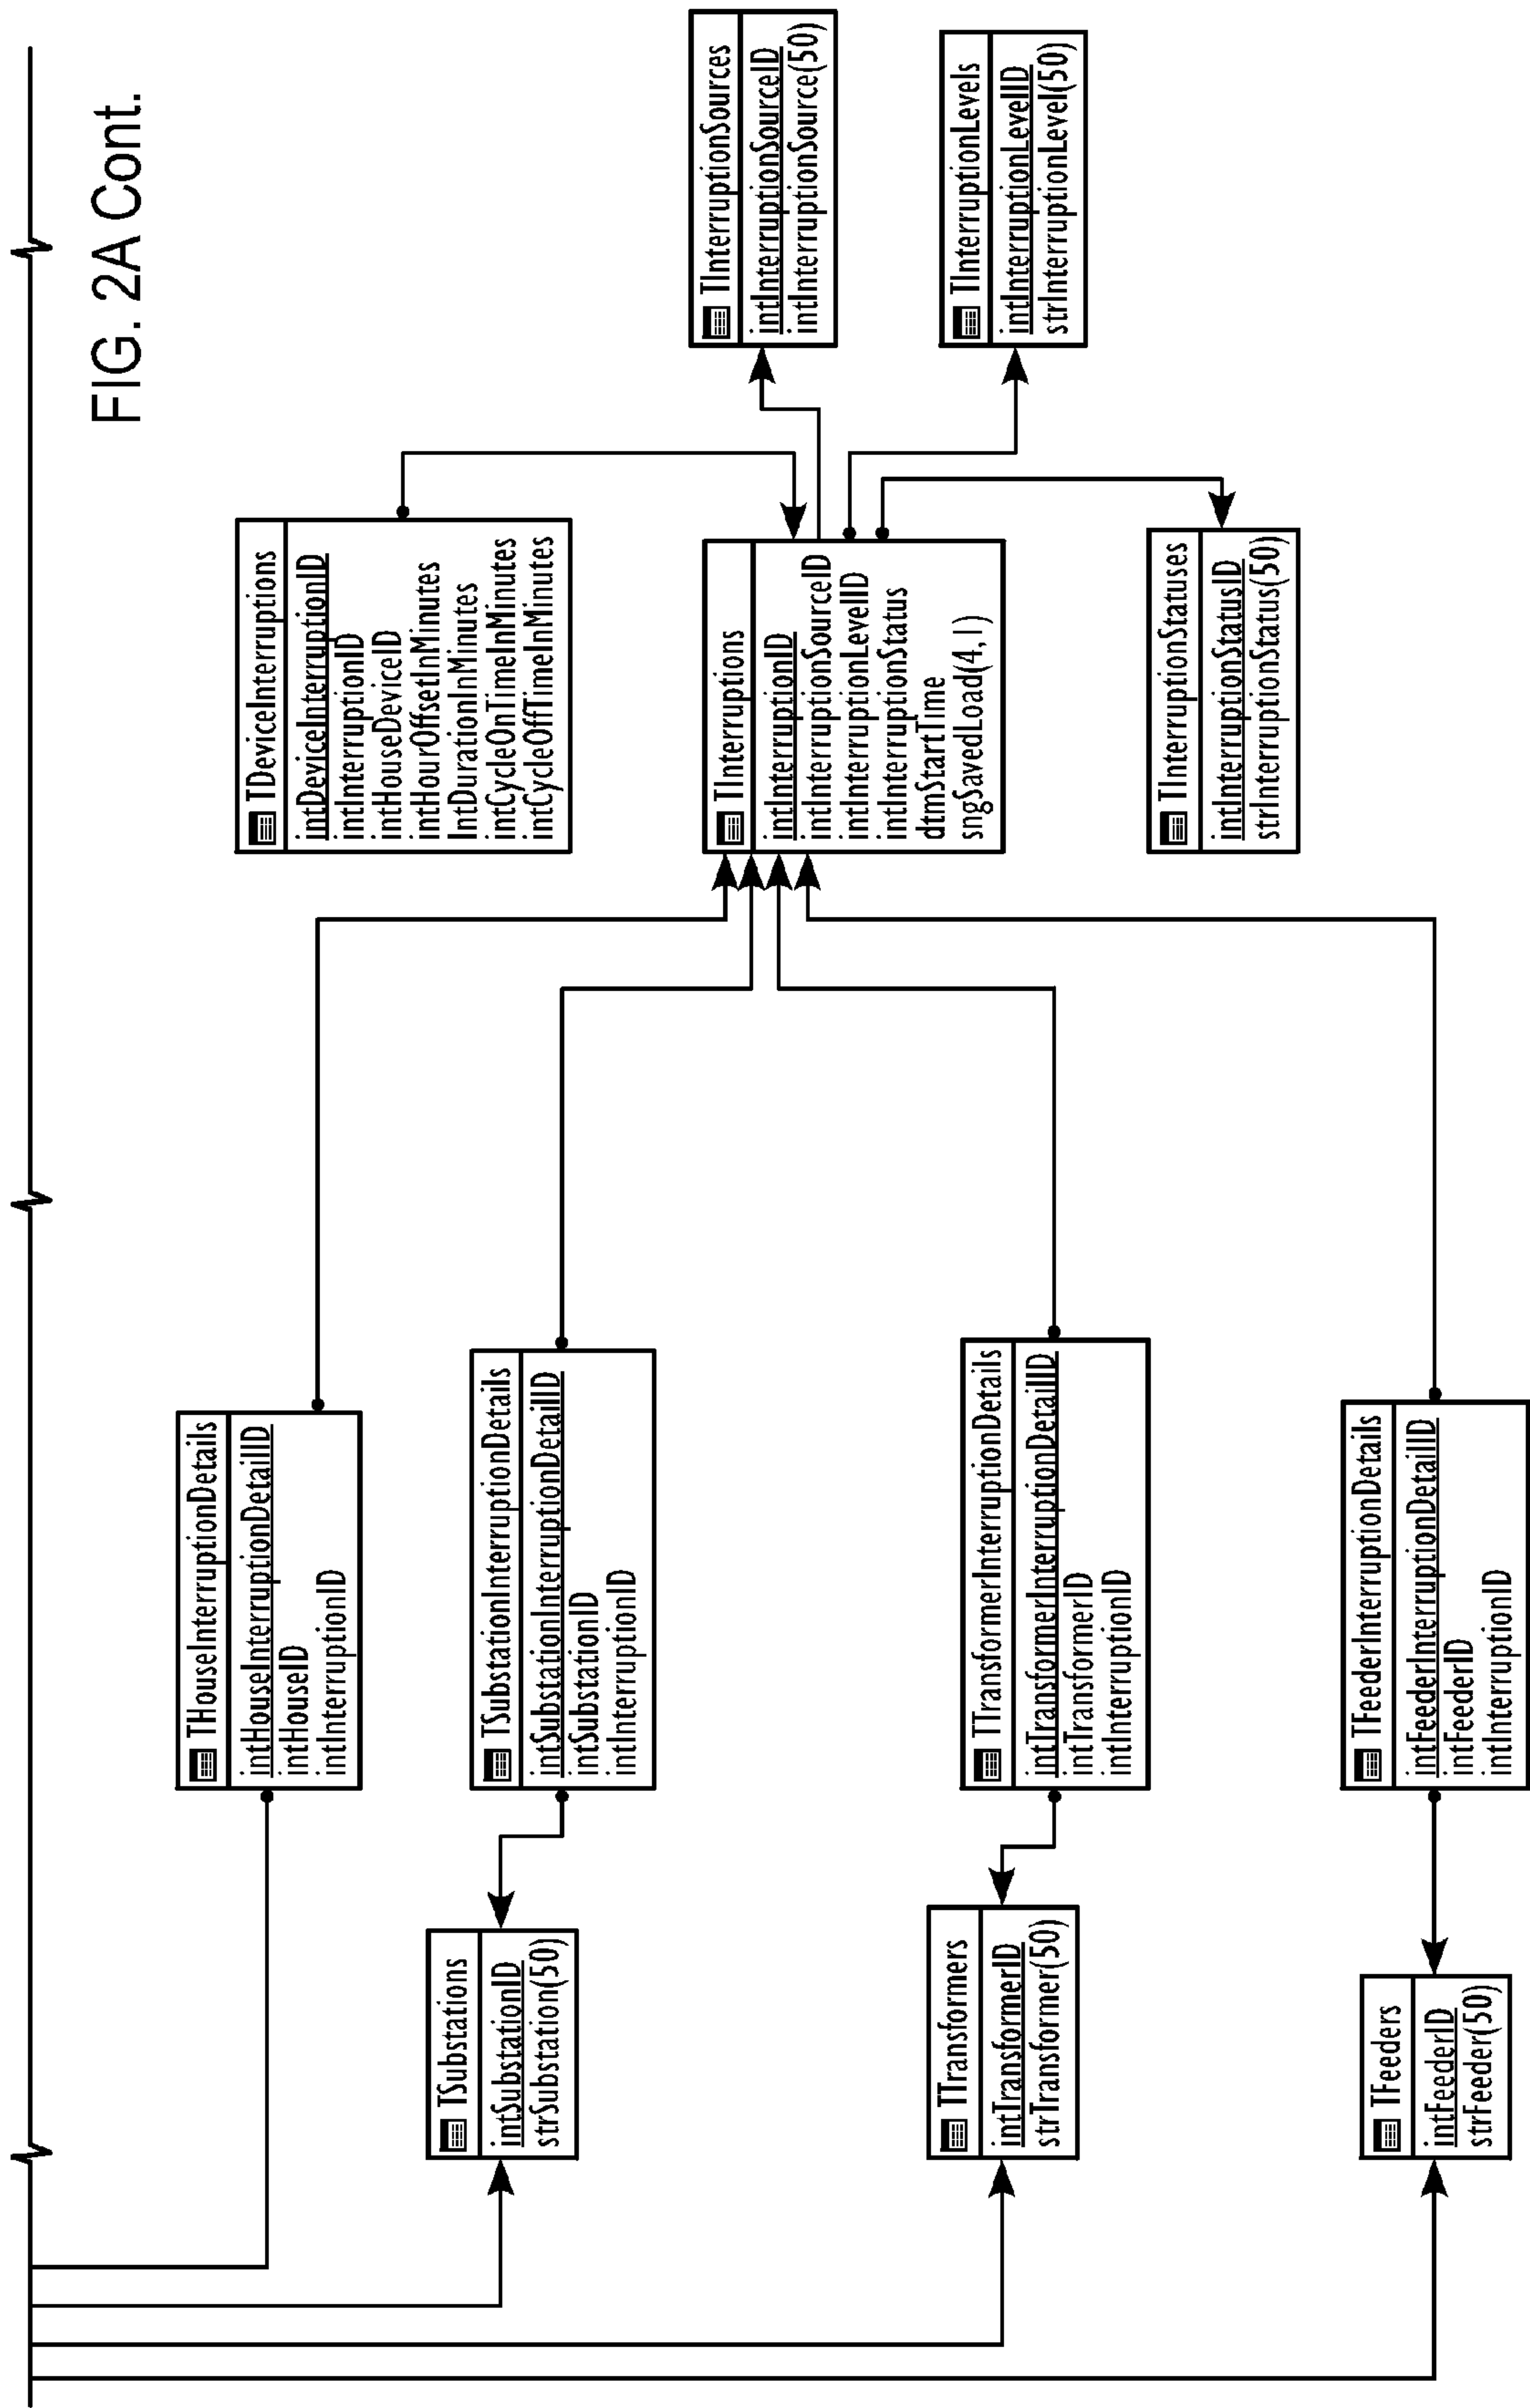 FIG. 2A Cont.
THouseInterruptionDetails
intHouseInterruptionDetailID
intHouseID
intInterruptionID
TSubstations
intSubstationID
strSubstation(50)
TSubstationInterruptionDetails
intSubstationInterruptionDetailID
intSubstationID
intInterruptionID
TTransformers
intTransformerID
strTransformer(50)
TTransformerInterruptionDetails
intTransformerInterruptionDetailID
intTransformerID
intInterruptionID
TFeeders
intFeederID
strFeeder(50)
TFeederInterruptionDetails
intFeederInterruptionDetailID
intFeederID
intInterruptionID
TDeviceInterruptions
intDeviceInterruptionID
intInterruptionID
intHouseDeviceID
intHourOffsetInMinutes
IntDurationInMinutes
intCycleOnTimeInMinutes
intCycleOffTimeInMinutes
TInterruptions
intInterruptionID
intInterruptionSourceID
intInterruptionLevelID
intInterruptionStatus
dtmStartTime
sngSavedLoad(4,1)
TInterruptionStatuses
intInterruptionStatusID
strInterruptionStatus(50)
TInterruptionSources
intInterruptionSourceID
intInterruptionSource(50)
TInterruptionLevels
intInterruptionLevelID
strInterruptionLevel(50)